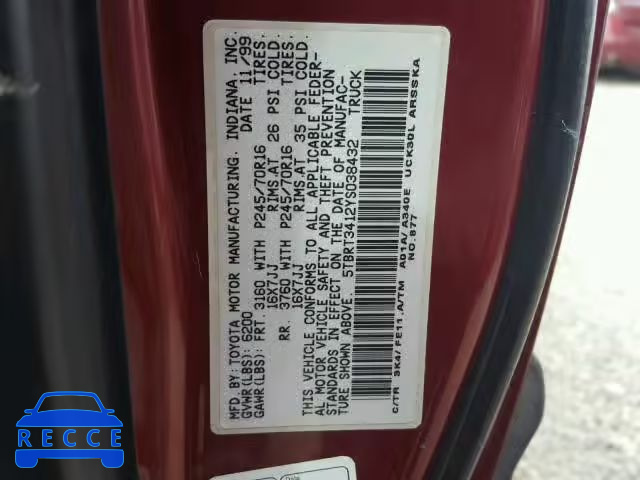 MFD.BY: TOYOTA MOTOR MANUFACTURING, INDIANA, INC.
GVWR(LBS): 6200 DATE 11/99
GAWR(LBS): FRT. 3160 WITH P245/70R16 TIRES,
16X7JJ RIMS,AT 26 PSI COLD.
RR. 3760 WITH P245/70R16 TIRES,
16X7JJ RIMS,AT 35 PSI COLD.
THIS VEHICLE CONFORMS TO ALL APPLICABLE FEDER-
AL MOTOR VEHICLE SAFETY AND THEFT PREVENTION
STANDARDS IN EFFECT ON THE DATE OF MANUFAC-
TURE SHOWN ABOVE. 5TBRT3412YS038432 TRUCK
C/TR 3K4/ FE11,A/TM AD1A/ A340E UCK30L ARSSKA
NO.877
RECCE
Date